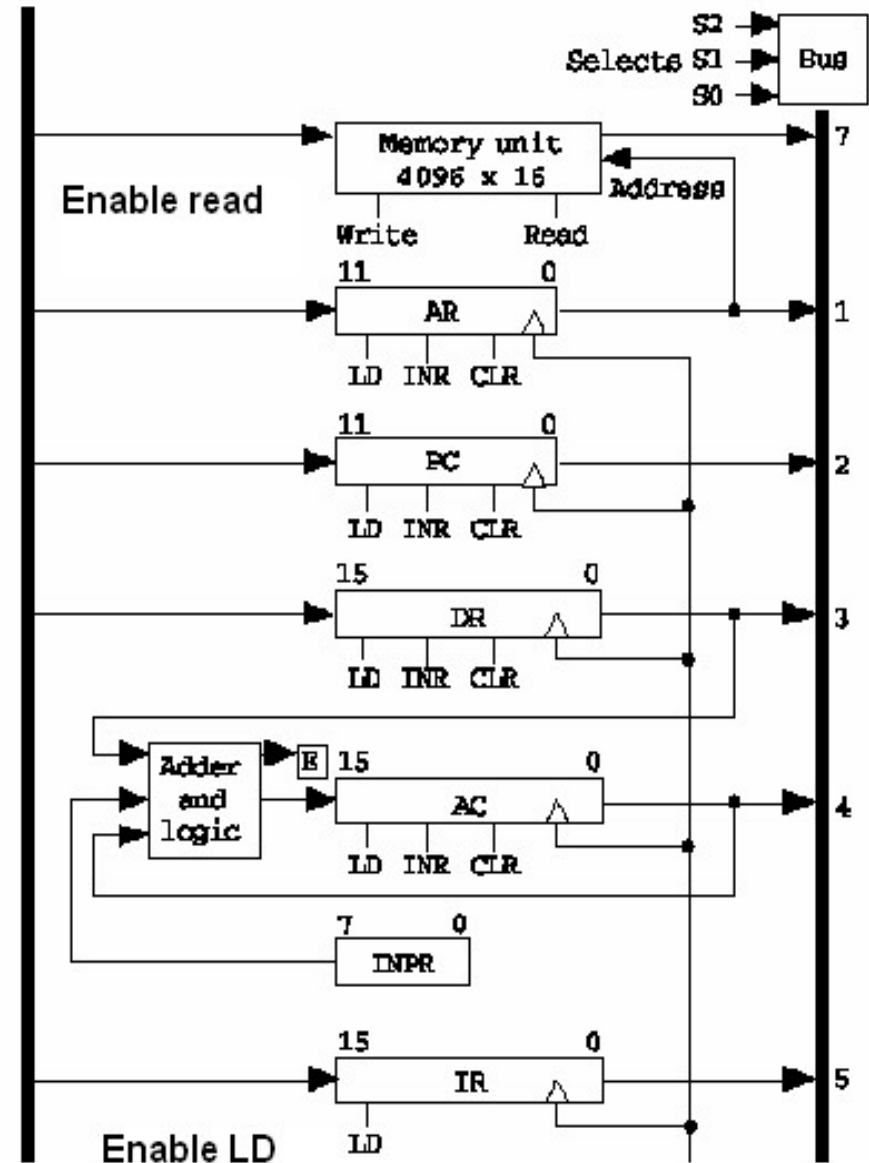 S2
Selects S1
S0
Bus
7
Memory unit
4096 x 16
Address
Enable read
Write Read
11 0
AR
1
LD INR CLR
11 0
PC
2
LD INR CLR
15 0
DR
3
LD INR CLR
Adder
and
logic
E
15 0
AC
4
LD INR CLR
7 0
INPR
15 0
IR
5
Enable LD
LD